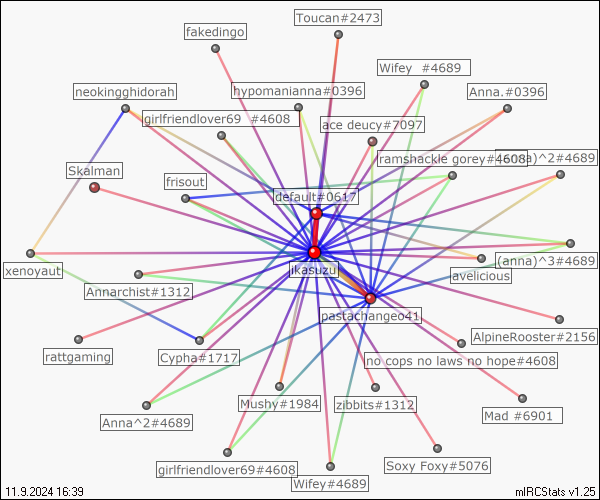 Toucan#2473
fakedingo
Wifey  #4689
neokingghidorah
hypomanianna#0396
Anna.#0396
girlfriendlover69  #4608
ace deucy#7097
ramshackle gorey#4608
)^2#4689
Skalman
frisout
default#0617
(anna)^3#4689
xenoyaut
ikasuzu
avelicious
Annarchist#1312
pastachangeo41
AlpineRooster#2156
rattgaming
Cypha#1717
no cops no laws no hope#4608
Anna^2#4689
Mushy#1984
zibbits#1312
Mad #6901
girlfriendlover69#4608
Wifey#4689
Soxy Foxy#5076
11.9.2024 16:39
mIRCStats v1.25